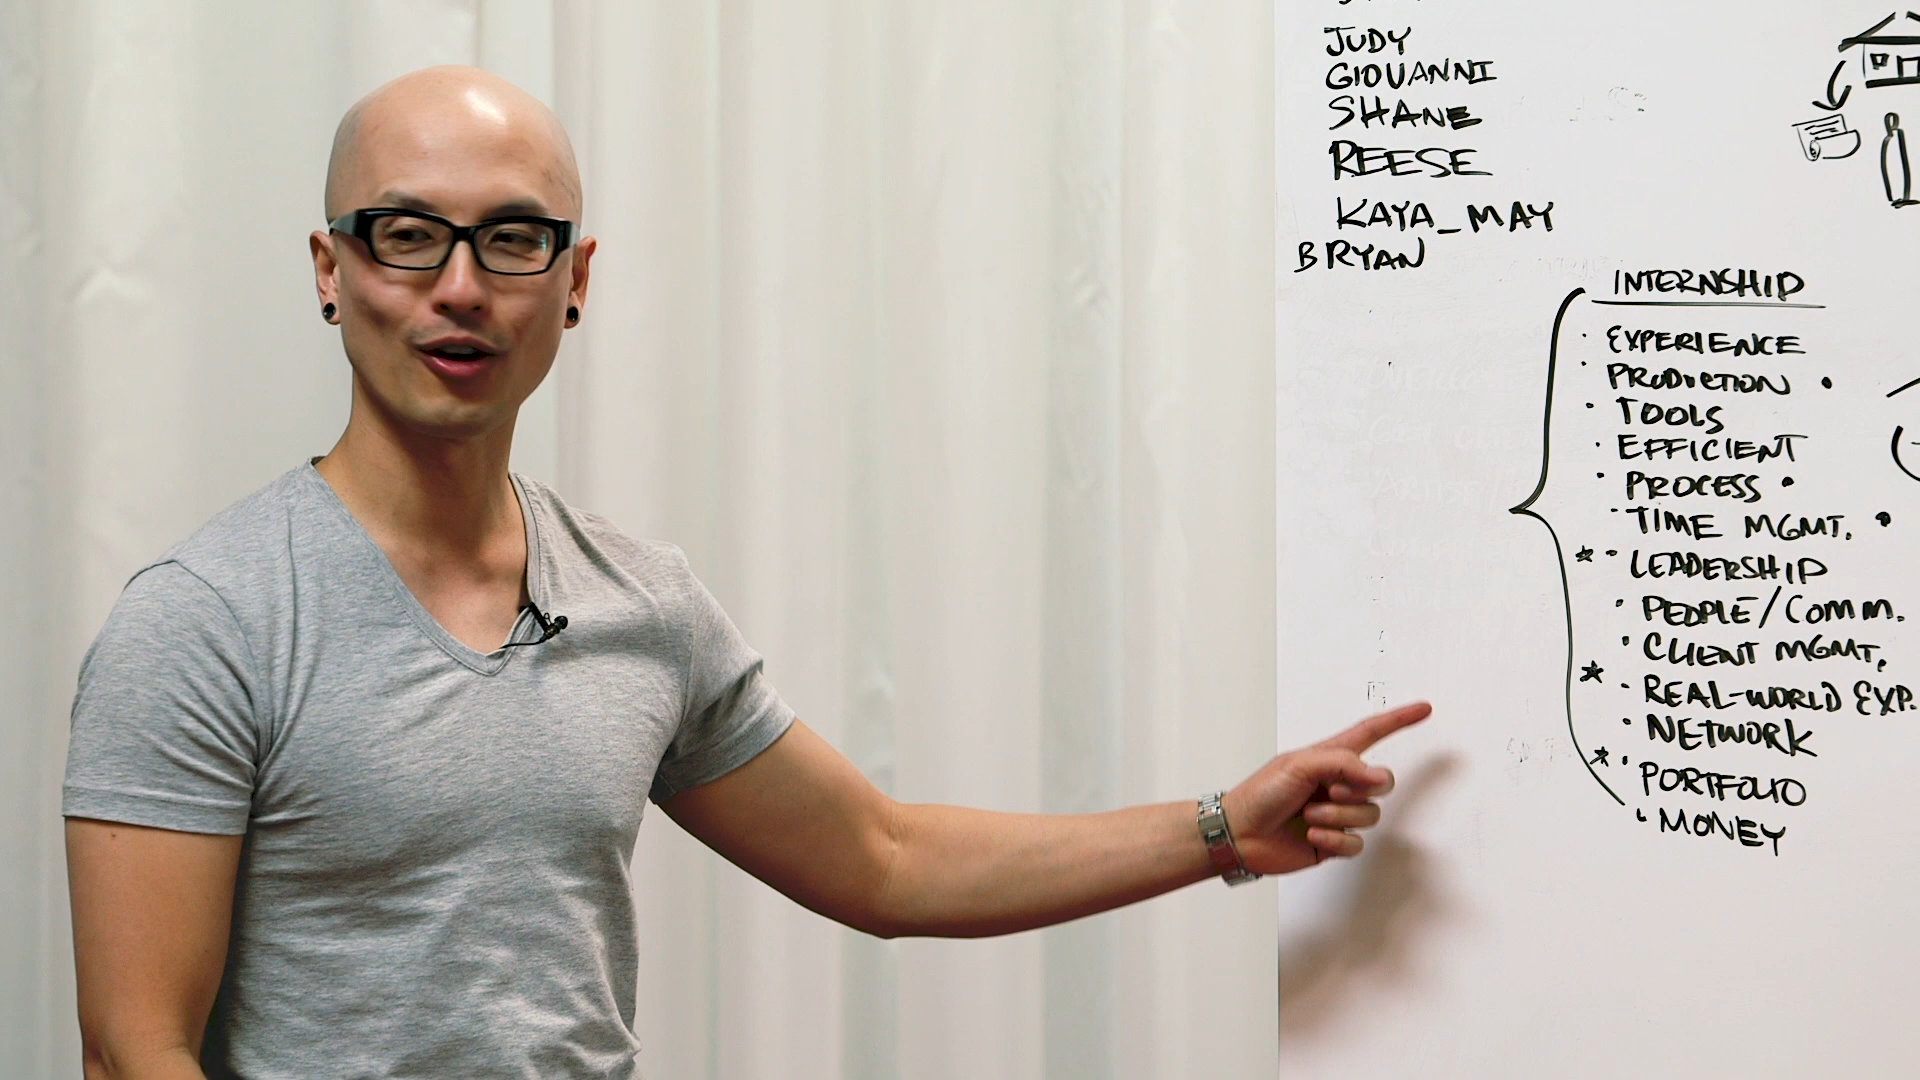 JUDY
GIOVANNI
SHANE
REESE
KAYA_MAY
BRYAN
INTERNSHIP
· EXPERIENCE
· PRODUCTION •
· TOOLS
· EFFICIENT
· PROCESS •
· TIME MGMT. •
★ · LEADERSHIP
· PEOPLE/COMM.
· CLIENT MGMT.
★ · REAL-WORLD EXP.
· NETWORK
★ · PORTFOLIO
· MONEY